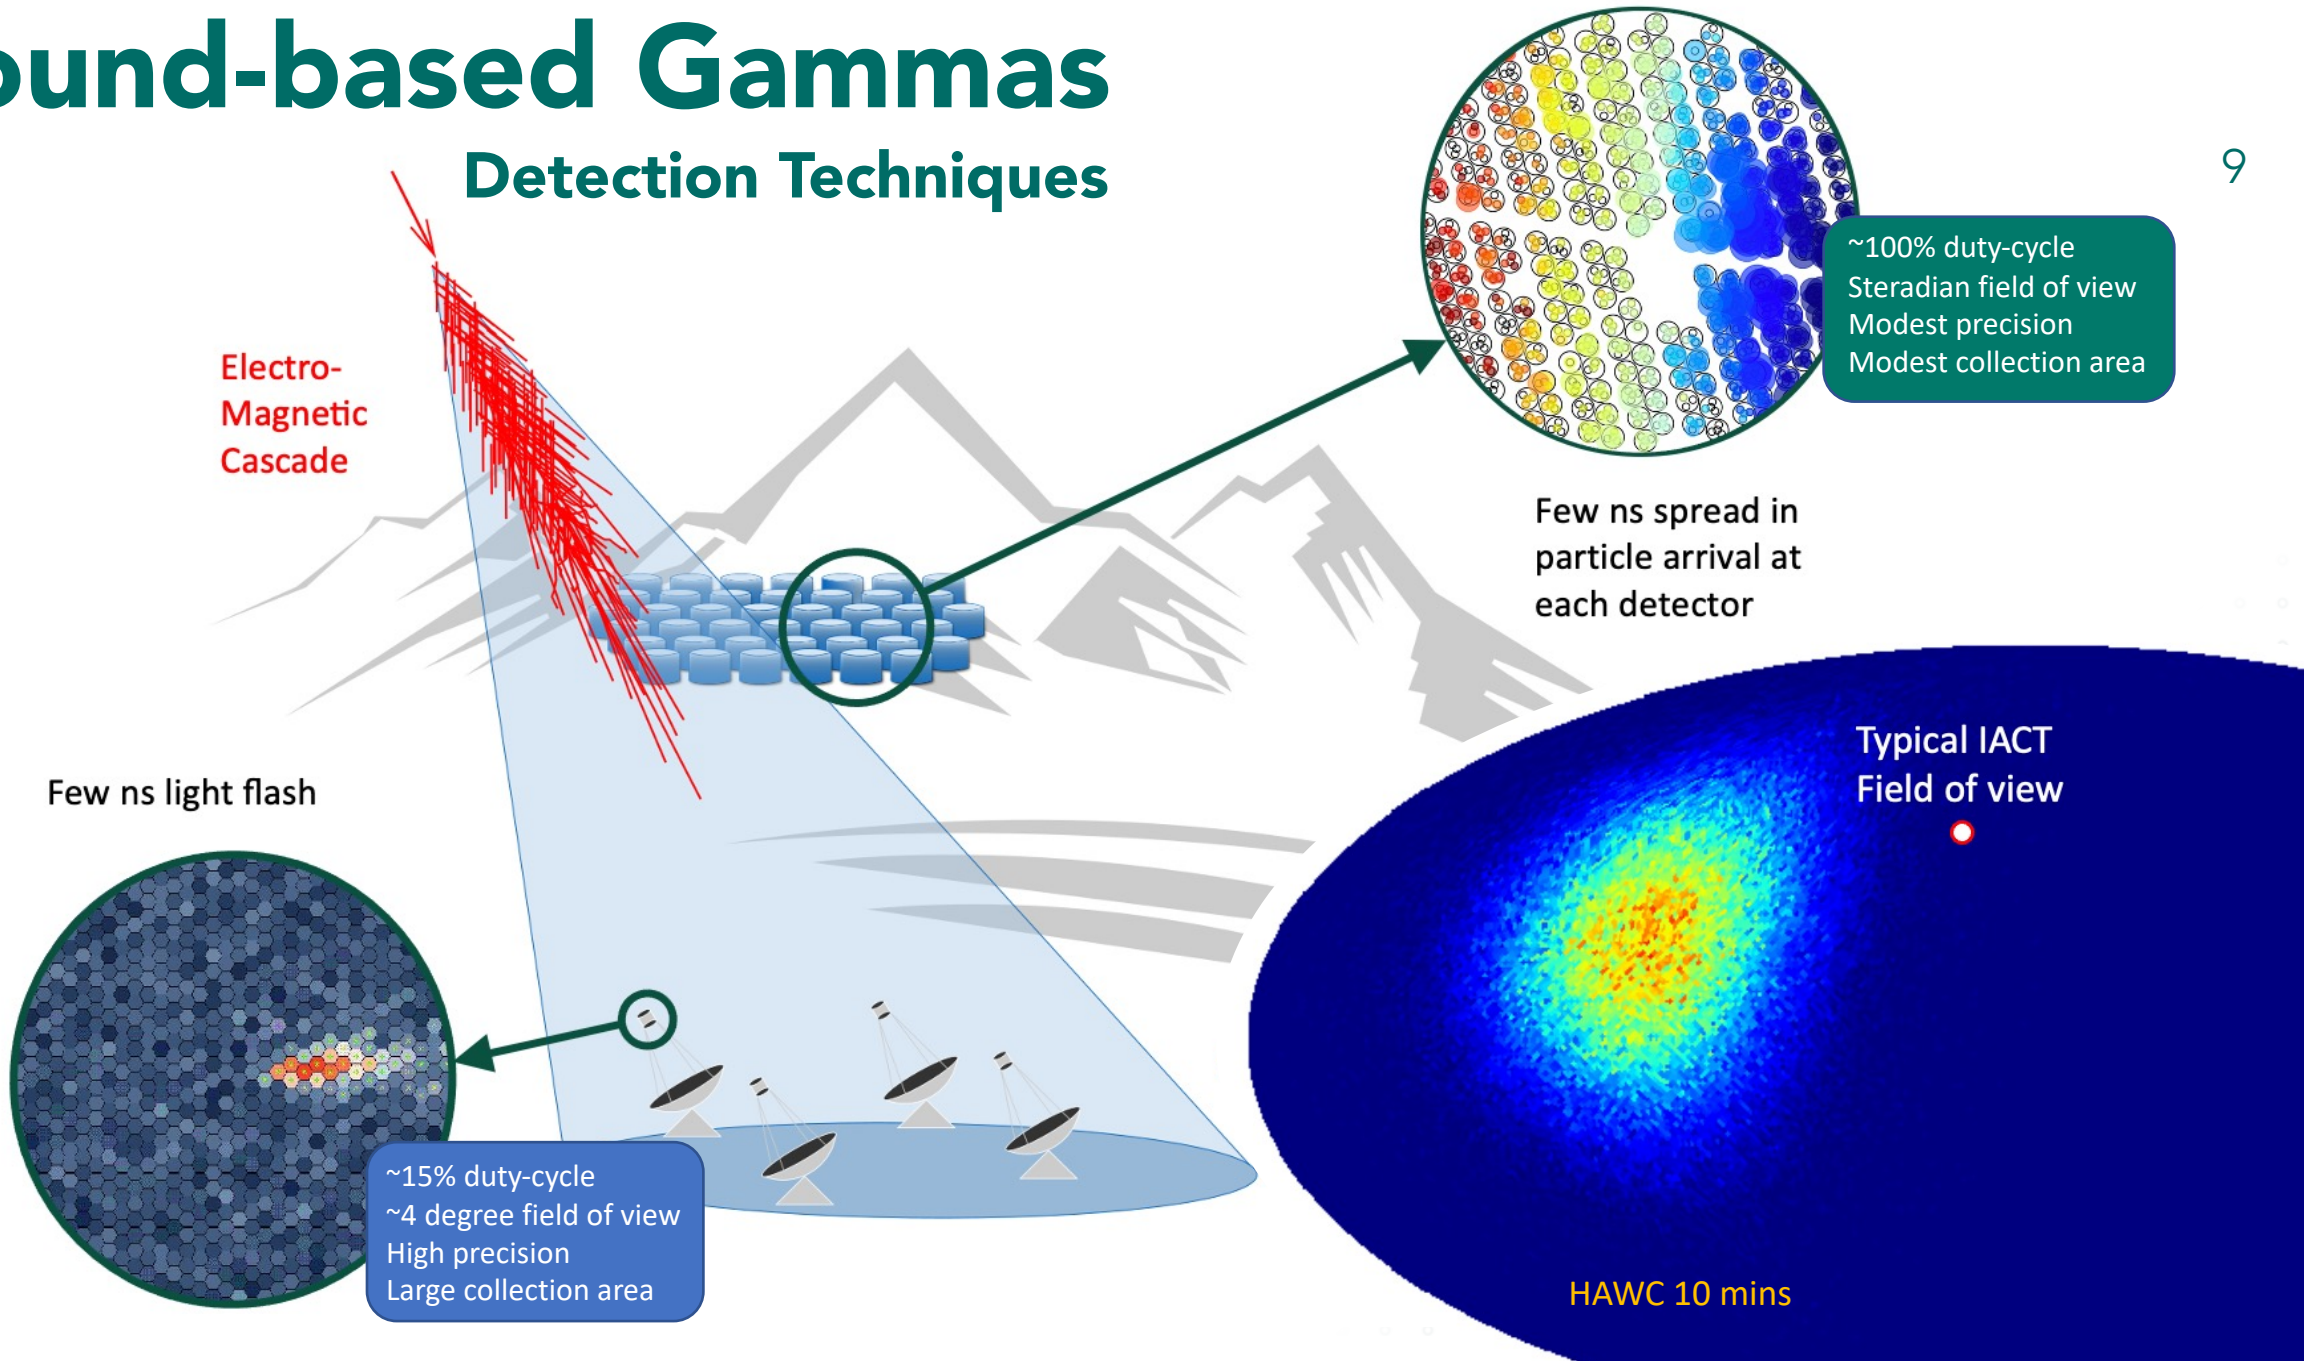 ound-based Gammas
Detection Techniques
9
~100% duty-cycle
Steradian field of view
Modest precision
Modest collection area
Electro-
Magnetic
Cascade
Few ns spread in
particle arrival at
each detector
Typical IACT
Field of view
Few ns light flash
~15% duty-cycle
~4 degree field of view
High precision
Large collection area
HAWC 10 mins